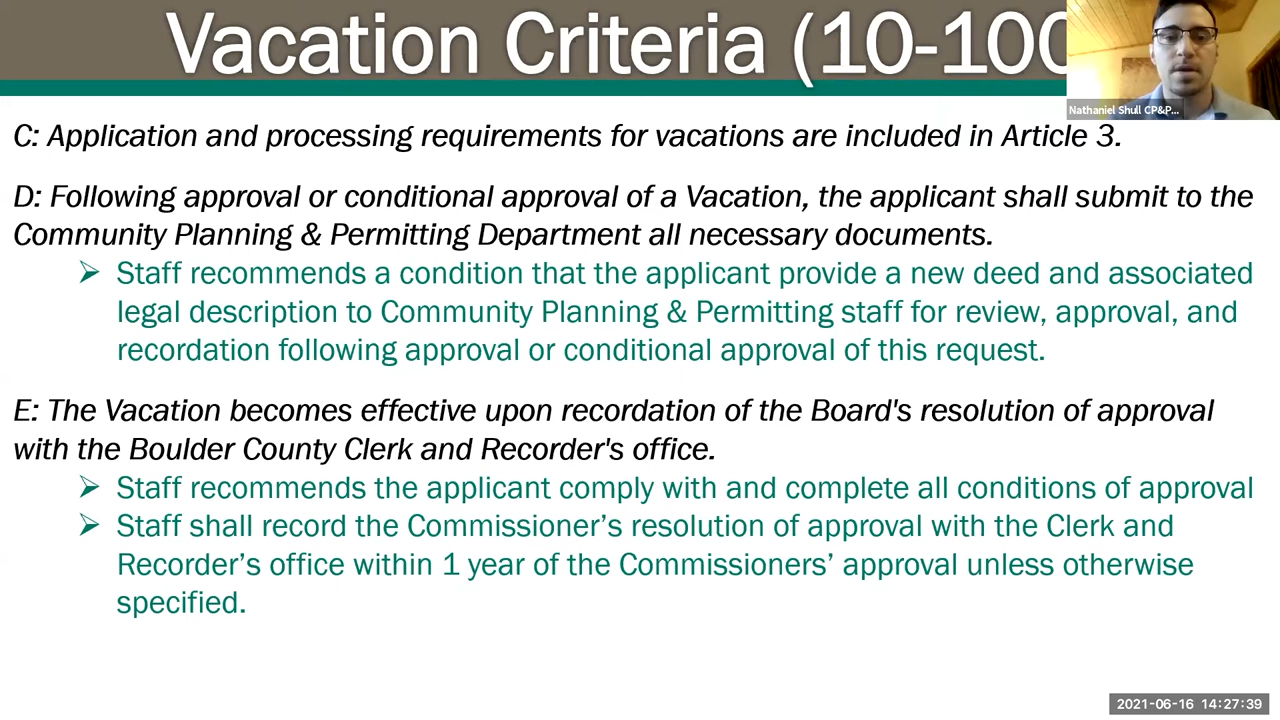 Vacation Criteria (10-100
Nathaniel Shull CP&P...
C: Application and processing requirements for vacations are included in Article 3.
D: Following approval or conditional approval of a Vacation, the applicant shall submit to the
Community Planning & Permitting Department all necessary documents.
➢ Staff recommends a condition that the applicant provide a new deed and associated
legal description to Community Planning & Permitting staff for review, approval, and
recordation following approval or conditional approval of this request.
E: The Vacation becomes effective upon recordation of the Board's resolution of approval
with the Boulder County Clerk and Recorder's office.
➢ Staff recommends the applicant comply with and complete all conditions of approval
➢ Staff shall record the Commissioner’s resolution of approval with the Clerk and
Recorder’s office within 1 year of the Commissioners’ approval unless otherwise
specified.
2021-06-16 14:27:39